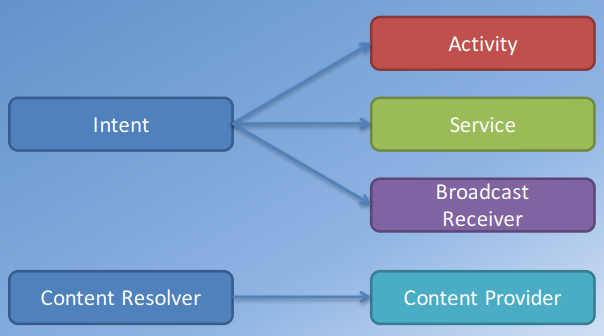 Activity
Intent
Service
Broadcast
Receiver
Content Resolver
Content Provider